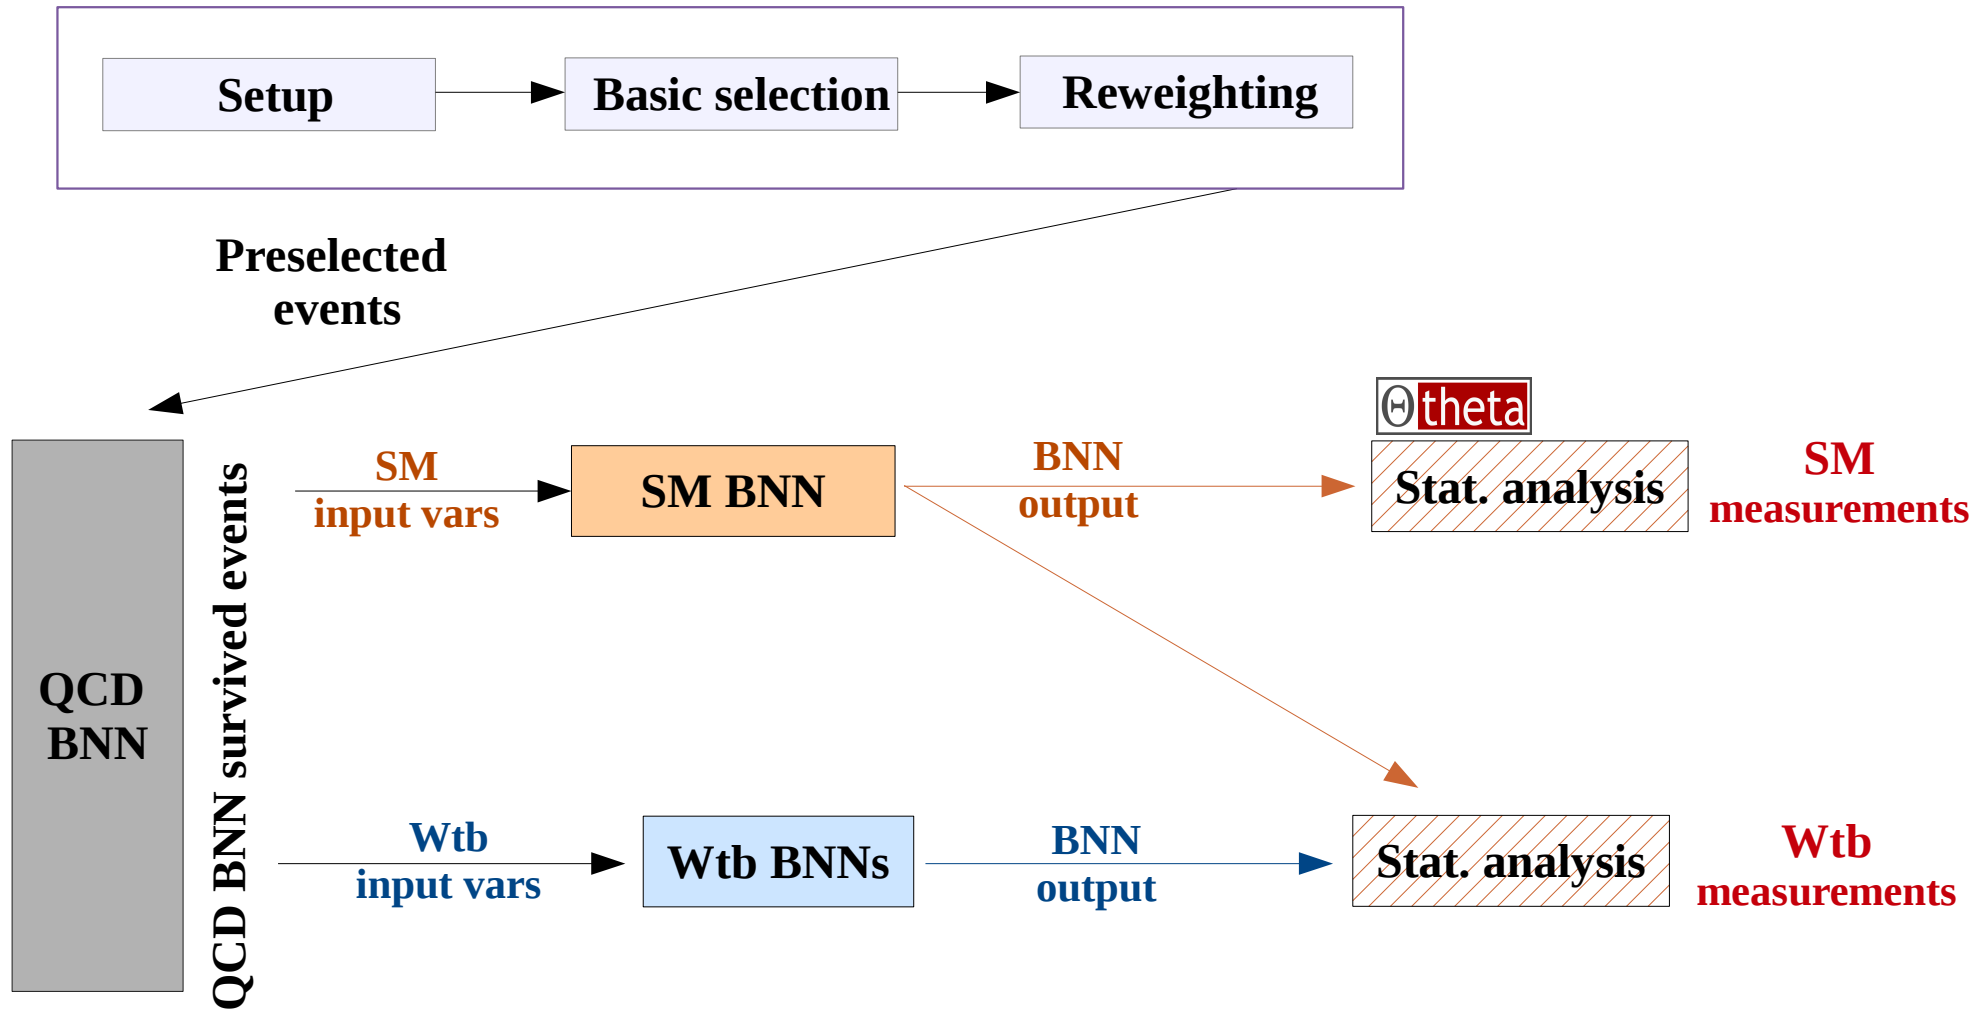 Setup
Basic selection
Reweighting
Preselected
events
QCD
BNN
QCD BNN survived events
SM
input vars
SM BNN
BNN
output
Θ theta
Stat. analysis
SM
measurements
Wtb
input vars
Wtb BNNs
BNN
output
Stat. analysis
Wtb
measurements